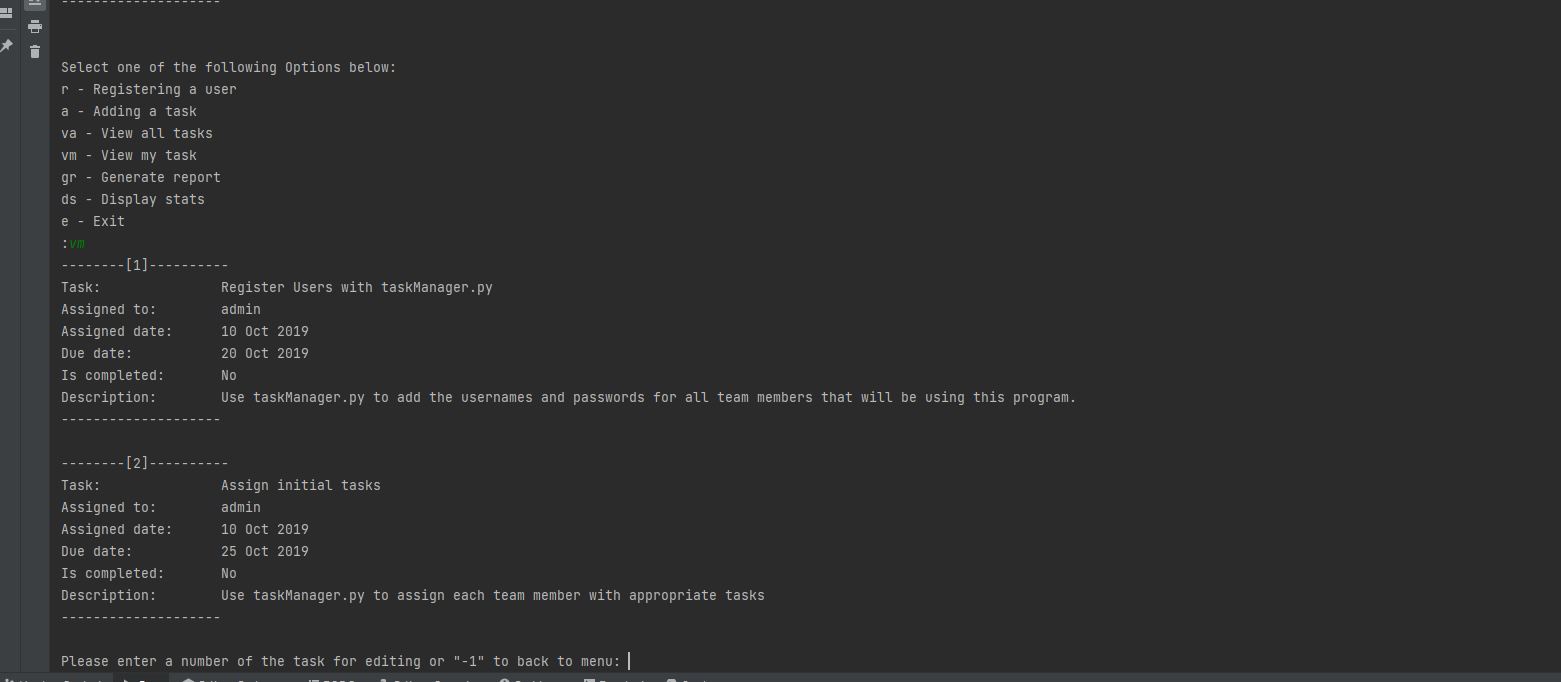 --------------------
Select one of the following Options below:
r - Registering a user
a - Adding a task
va - View all tasks
vm - View my task
gr - Generate report
ds - Display stats
e - Exit
:vm
--------[1]----------
Task: Register Users with taskManager.py
Assigned to: admin
Assigned date: 10 Oct 2019
Due date: 20 Oct 2019
Is completed: No
Description: Use taskManager.py to add the usernames and passwords for all team members that will be using this program.
--------------------
--------[2]----------
Task: Assign initial tasks
Assigned to: admin
Assigned date: 10 Oct 2019
Due date: 25 Oct 2019
Is completed: No
Description: Use taskManager.py to assign each team member with appropriate tasks
--------------------
Please enter a number of the task for editing or "-1" to back to menu: